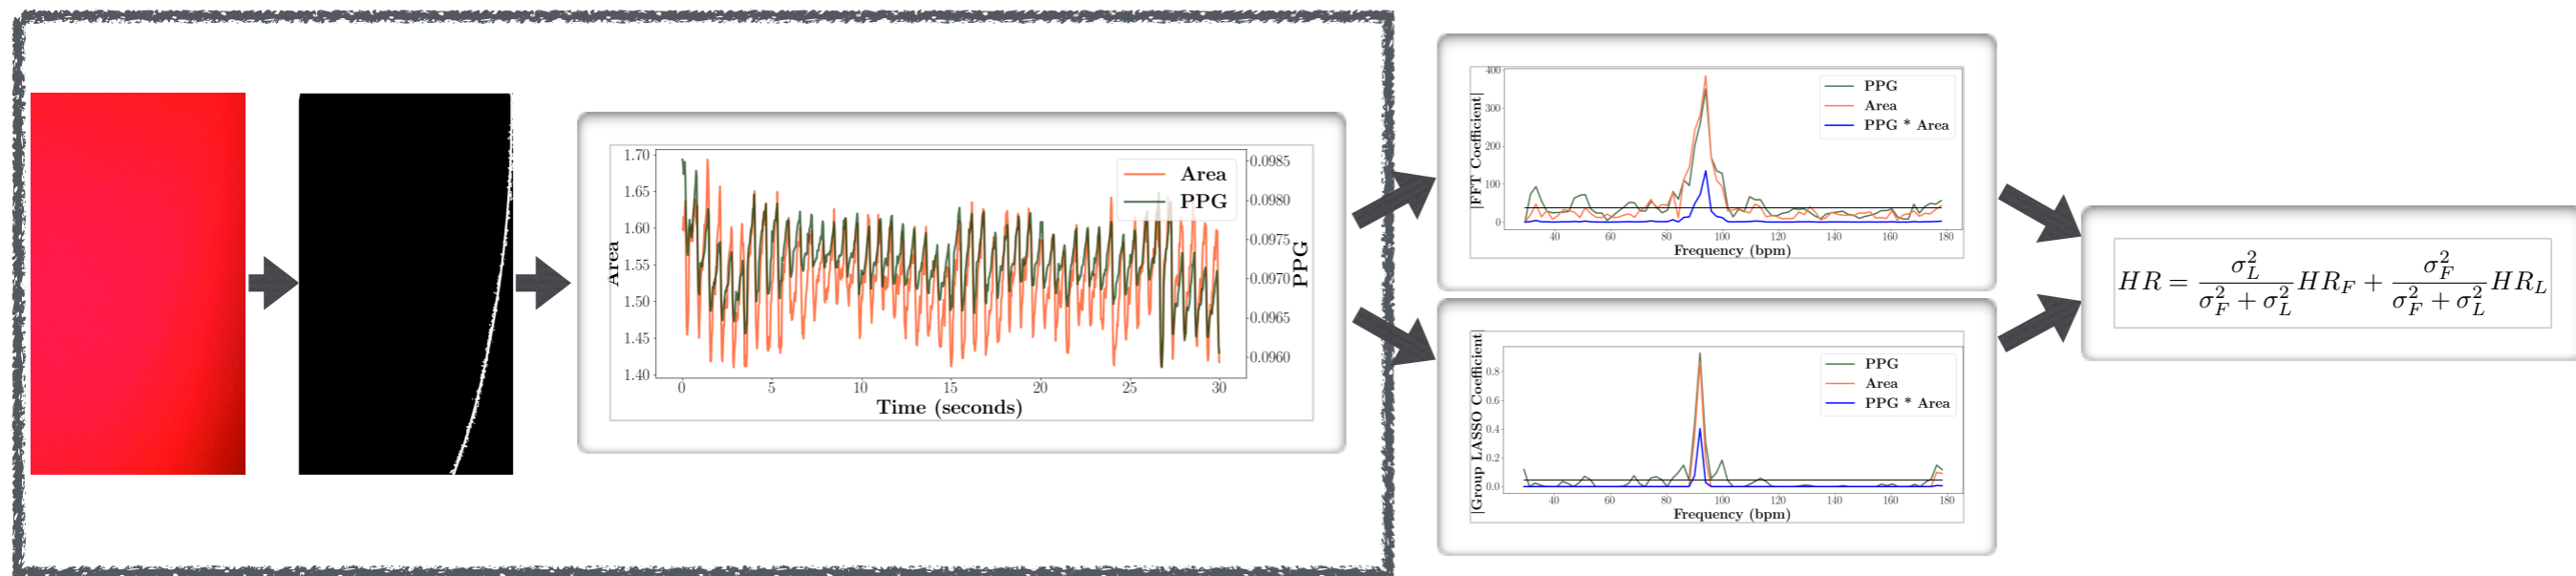 1.70
1.65
1.60
1.55
1.50
1.45
1.40
Area
0 5 10 15 20 25 30
Time (seconds)
0.0985
0.0980
0.0975
0.0970
0.0965
0.0960
PPG
Area
PPG
|FFT Coefficient|
400
300
200
100
0
40 60 80 100 120 140 160 180
Frequency (bpm)
PPG
Area
PPG * Area
|Group LASSO Coefficient|
0.8
0.6
0.4
0.2
0.0
40 60 80 100 120 140 160 180
Frequency (bpm)
PPG
Area
PPG * Area
HR = \frac{σ_L^2}{σ_F^2 + σ_L^2} HR_F + \frac{σ_F^2}{σ_F^2 + σ_L^2} HR_L